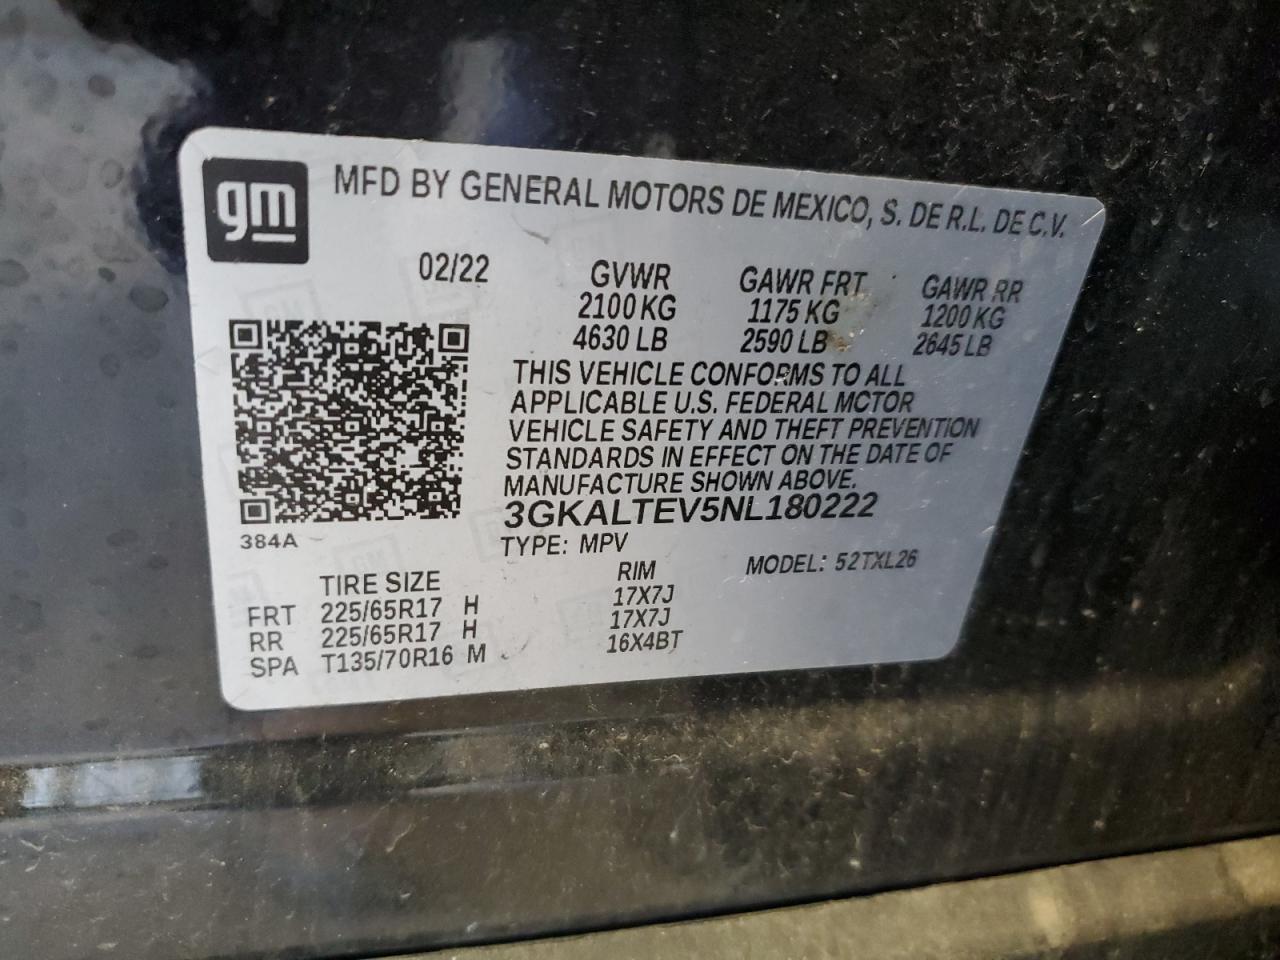 gm
MFD BY GENERAL MOTORS DE MEXICO, S. DE R.L. DE C.V.
02/22 GVWR GAWR FRT GAWR RR
2100 KG 1175 KG 1200 KG
4630 LB 2590 LB 2645 LB
THIS VEHICLE CONFORMS TO ALL
APPLICABLE U.S. FEDERAL MOTOR
VEHICLE SAFETY AND THEFT PREVENTION
STANDARDS IN EFFECT ON THE DATE OF
MANUFACTURE SHOWN ABOVE.
3GKALTEV5NL180222
384A TYPE: MPV MODEL: 52TXL26
TIRE SIZE RIM
FRT 225/65R17 H 17X7J
RR 225/65R17 H 17X7J
SPA T135/70R16 M 16X4BT